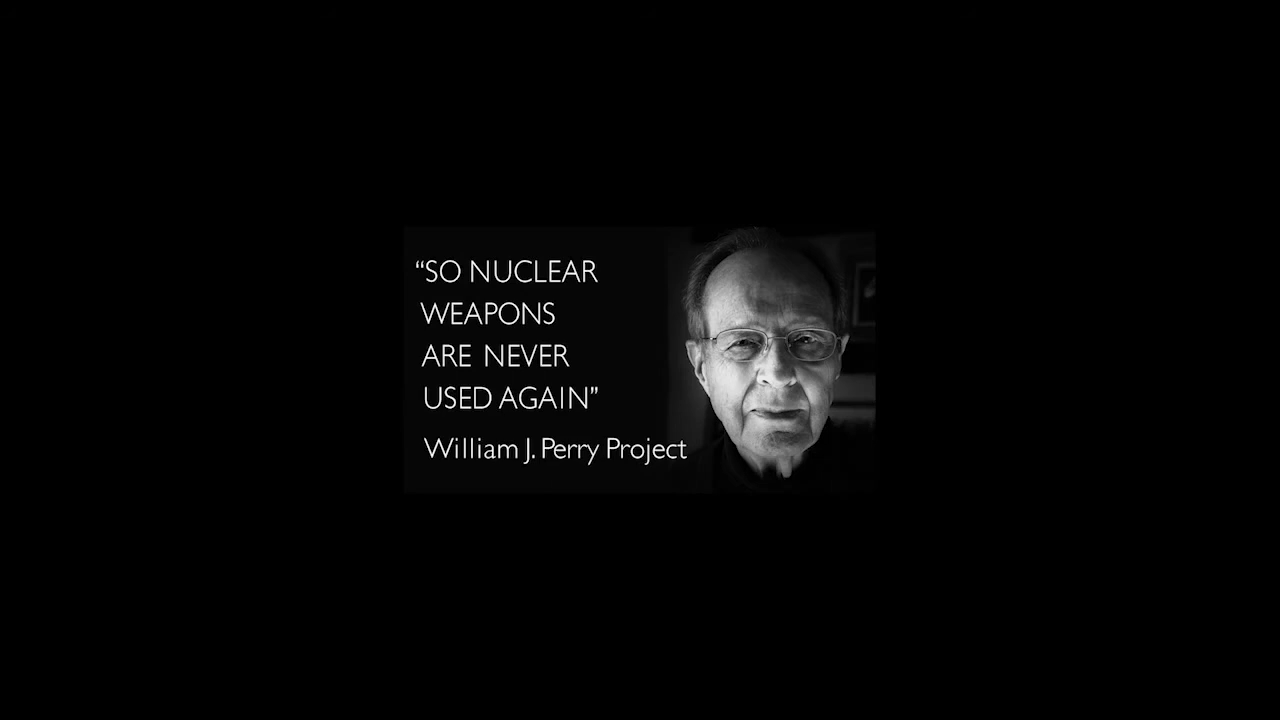 “SO NUCLEAR
WEAPONS
ARE NEVER
USED AGAIN”
William J. Perry Project